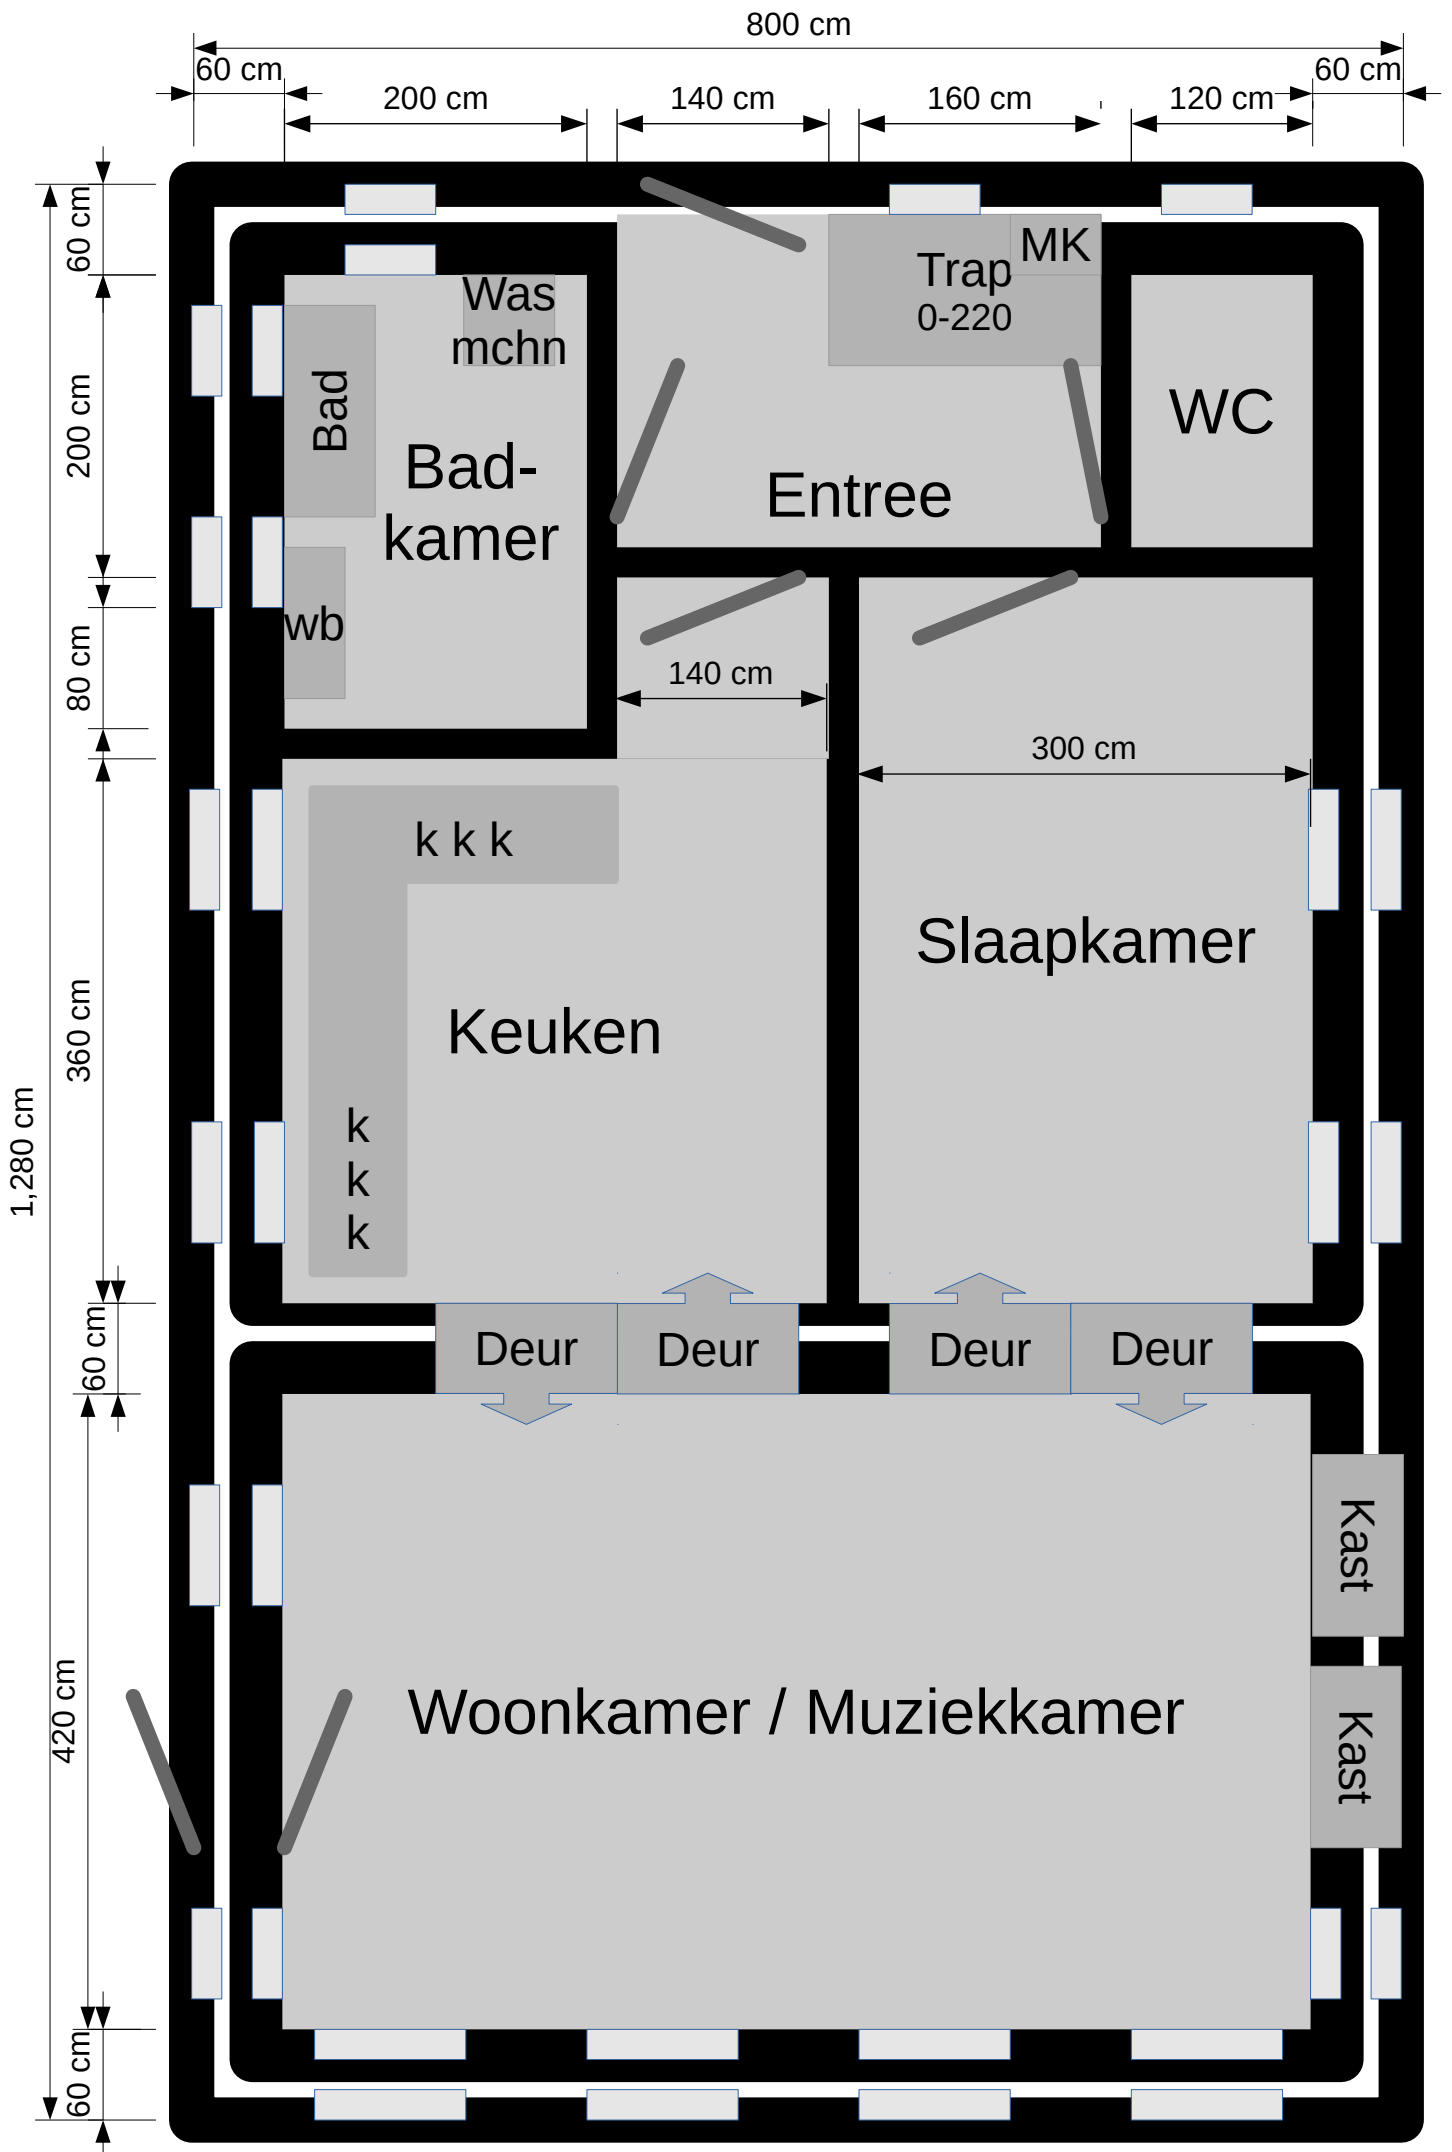 800 cm
60 cm
60 cm
200 cm
140 cm
160 cm
120 cm
60 cm
200 cm
80 cm
360 cm
1,280 cm
60 cm
420 cm
60 cm
Was
mchn
Bad
Bad-
kamer
wb
Trap
0-220
MK
WC
Entree
140 cm
300 cm
k k k
Keuken
k
k
k
Slaapkamer
Deur
Deur
Deur
Deur
Kast
Woonkamer / Muziekkamer
Kast